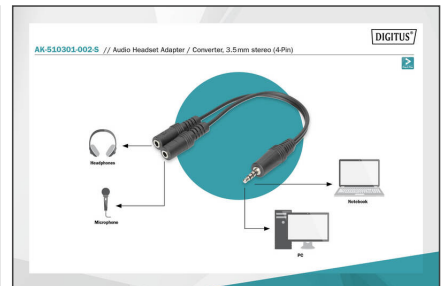 DIGITUS®
AK-510301-002-S // Audio Headset Adapter / Converter, 3.5mm stereo (4-Pin)
Headphones
Microphone
Notebook
PC